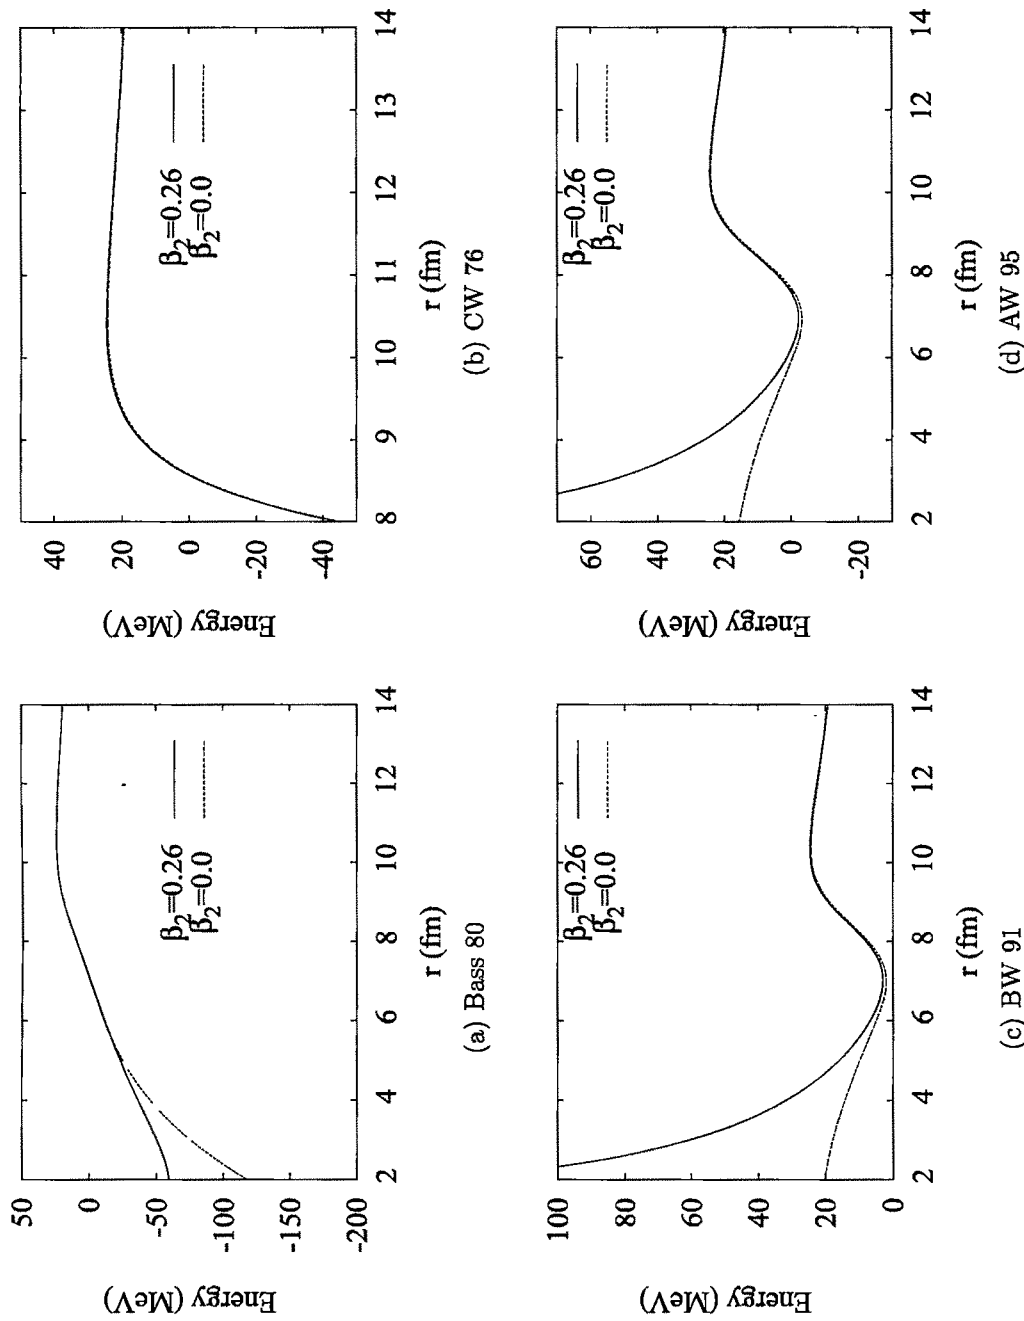 50
0
-50
-100
-150
-200
Energy (MeV)
β₂=0.26
β₂=0.0
2 4 6 8 10 12 14
r (fm)
(a) Bass 80
40
20
0
-20
-40
Energy (MeV)
β₂=0.26
β₂=0.0
8 9 10 11 12 13 14
r (fm)
(b) CW 76
100
80
60
40
20
0
Energy (MeV)
β₂=0.26
β₂=0.0
2 4 6 8 10 12 14
r (fm)
(c) BW 91
60
40
20
0
-20
Energy (MeV)
β₂=0.26
β₂=0.0
2 4 6 8 10 12 14
r (fm)
(d) AW 95